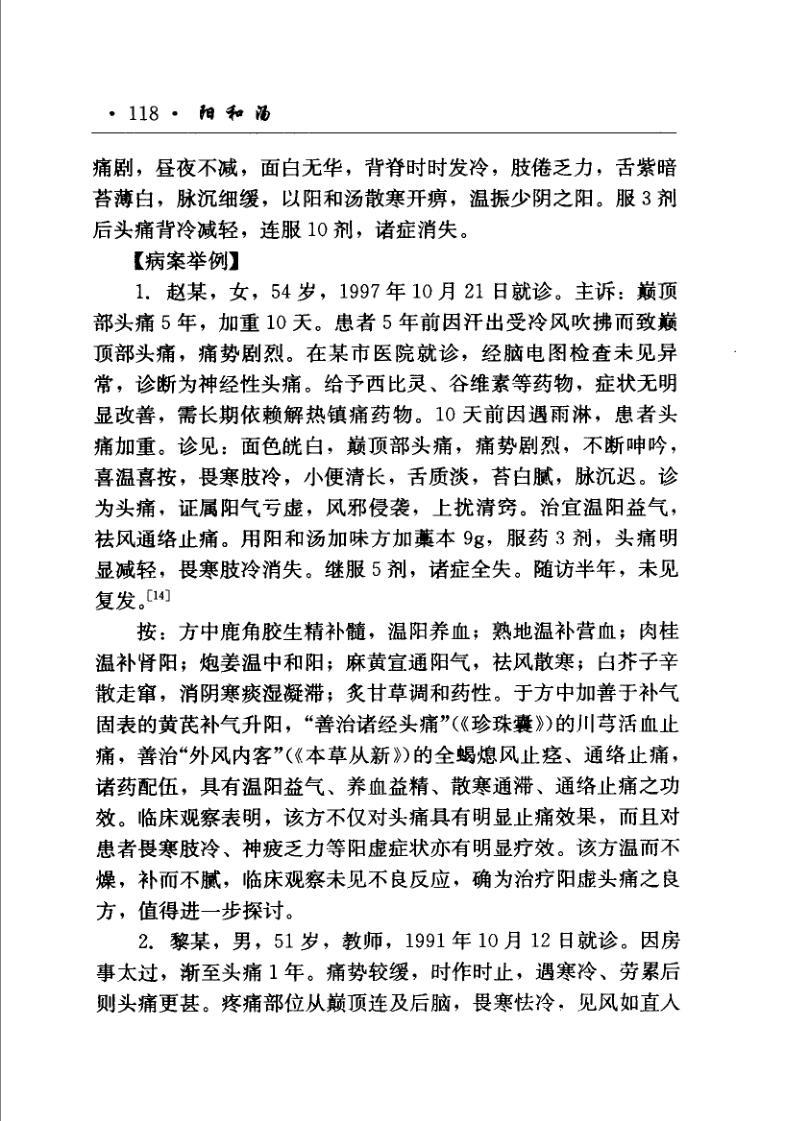 · 118 · 阳和汤
痛剧，昼夜不减，面白无华，背脊时时发冷，肢倦乏力，舌紫暗
苔薄白，脉沉细缓，以阳和汤散寒开痹，温振少阴之阳。服 3 剂
后头痛背冷减轻，连服 10 剂，诸症消失。
【病案举例】
1．赵某，女，54 岁，1997 年 10 月 21 日就诊。主诉：巅顶
部头痛 5 年，加重 10 天。患者 5 年前因汗出受冷风吹拂而致巅
顶部头痛，痛势剧烈。在某市医院就诊，经脑电图检查未见异
常，诊断为神经性头痛。给予西比灵、谷维素等药物，症状无明
显改善，需长期依赖解热镇痛药物。10 天前因遇雨淋，患者头
痛加重。诊见：面色㿠白，巅顶部头痛，痛势剧烈，不断呻吟，
喜温喜按，畏寒肢冷，小便清长，舌质淡，苔白腻，脉沉迟。诊
为头痛，证属阳气亏虚，风邪侵袭，上扰清窍。治宜温阳益气，
祛风通络止痛。用阳和汤加味方加藁本 9g，服药 3 剂，头痛明
显减轻，畏寒肢冷消失。继服 5 剂，诸症全失。随访半年，未见
复发。[14]
按：方中鹿角胶生精补髓，温阳养血；熟地温补营血；肉桂
温补肾阳；炮姜温中和阳；麻黄宣通阳气，祛风散寒；白芥子辛
散走窜，消阴寒痰湿凝滞；炙甘草调和药性。于方中加善于补气
固表的黄芪补气升阳，“善治诸经头痛”(《珍珠囊》)的川芎活血止
痛，善治“外风内客”(《本草从新》)的全蝎熄风止痉、通络止痛，
诸药配伍，具有温阳益气、养血益精、散寒通滞、通络止痛之功
效。临床观察表明，该方不仅对头痛具有明显止痛效果，而且对
患者畏寒肢冷、神疲乏力等阳虚症状亦有明显疗效。该方温而不
燥，补而不腻，临床观察未见不良反应，确为治疗阳虚头痛之良
方，值得进一步探讨。
2．黎某，男，51 岁，教师，1991 年 10 月 12 日就诊。因房
事太过，渐至头痛 1 年。痛势较缓，时作时止，遇寒冷、劳累后
则头痛更甚。疼痛部位从巅顶连及后脑，畏寒怯冷，见风如直入